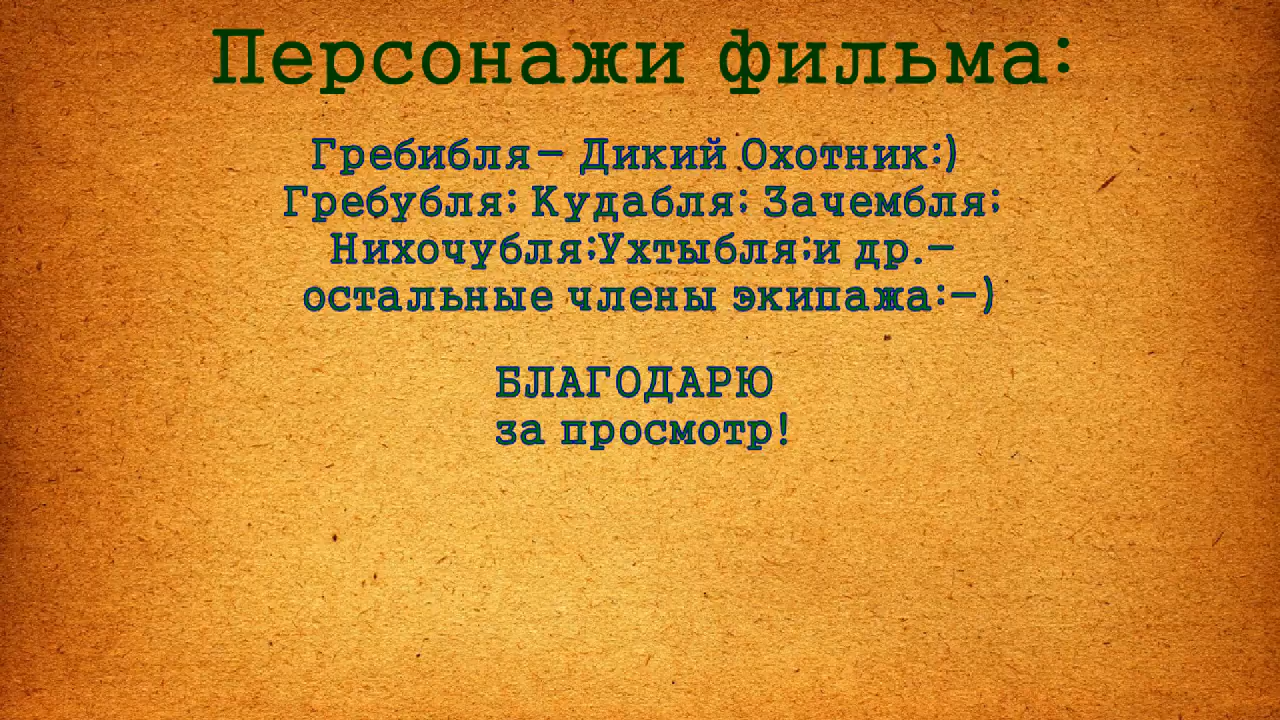 Персонажи фильма:
Гребибля- Дикий Охотник:)
Гребубля; Кудабля; Зачембля;
Нихочубля;Ухтыбля;и др.-
остальные члены экипажа:-)
БЛАГОДАРЮ
за просмотр!